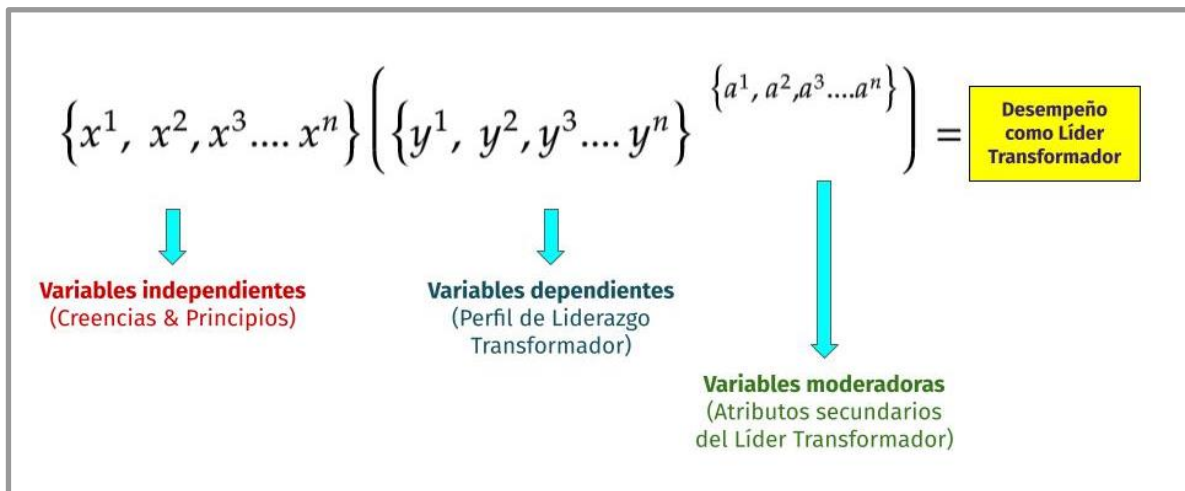 {x¹, x², x³.... xⁿ} ({y¹, y², y³.... yⁿ} ^{a¹, a²,a³....aⁿ}) =
Desempeño
como Líder
Transformador
Variables independientes
(Creencias & Principios)
Variables dependientes
(Perfil de Liderazgo
Transformador)
Variables moderadoras
(Atributos secundarios
del Líder Transformador)